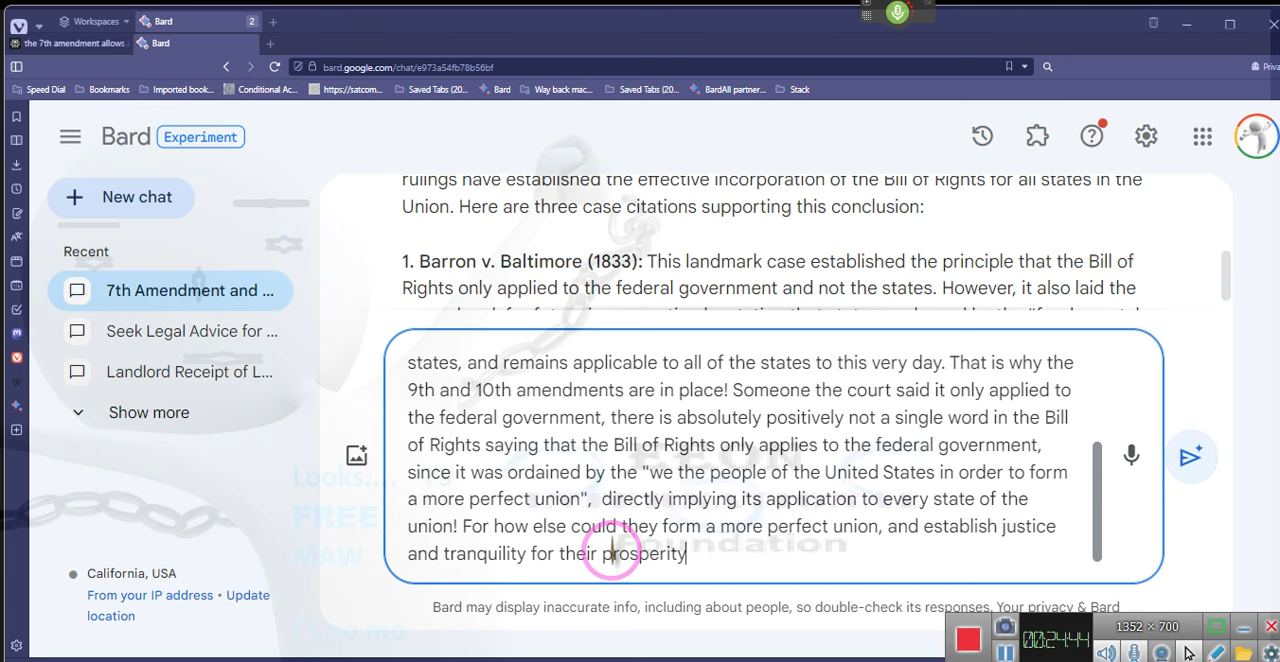 Workspaces
Bard
2
the 7th amendment allows
Bard
bard.google.com/chat/e973a54fb78b56bf
Priva
Speed Dial
Bookmarks
Imported book...
Conditional Ac...
https://satcom...
Saved Tabs (20...
Bard
Way back mac...
Saved Tabs (20...
BardAll partner...
Stack
Bard
Experiment
New chat
Recent
7th Amendment and ...
Seek Legal Advice for ...
Landlord Receipt of L...
Show more
California, USA
From your IP address • Update
location
rulings have established the effective incorporation of the Bill of Rights for all states in the
Union. Here are three case citations supporting this conclusion:
1. Barron v. Baltimore (1833): This landmark case established the principle that the Bill of
Rights only applied to the federal government and not the states. However, it also laid the
states, and remains applicable to all of the states to this very day. That is why the
9th and 10th amendments are in place! Someone the court said it only applied to
the federal government, there is absolutely positively not a single word in the Bill
of Rights saying that the Bill of Rights only applies to the federal government,
since it was ordained by the "we the people of the United States in order to form
a more perfect union", directly implying its application to every state of the
union! For how else could they form a more perfect union, and establish justice
and tranquility for their prosperity
Bard may display inaccurate info, including about people, so double-check its responses. Your privacy & Bard
Looks....
FREE
MAW
Foundation
1352 × 700
00:24:44